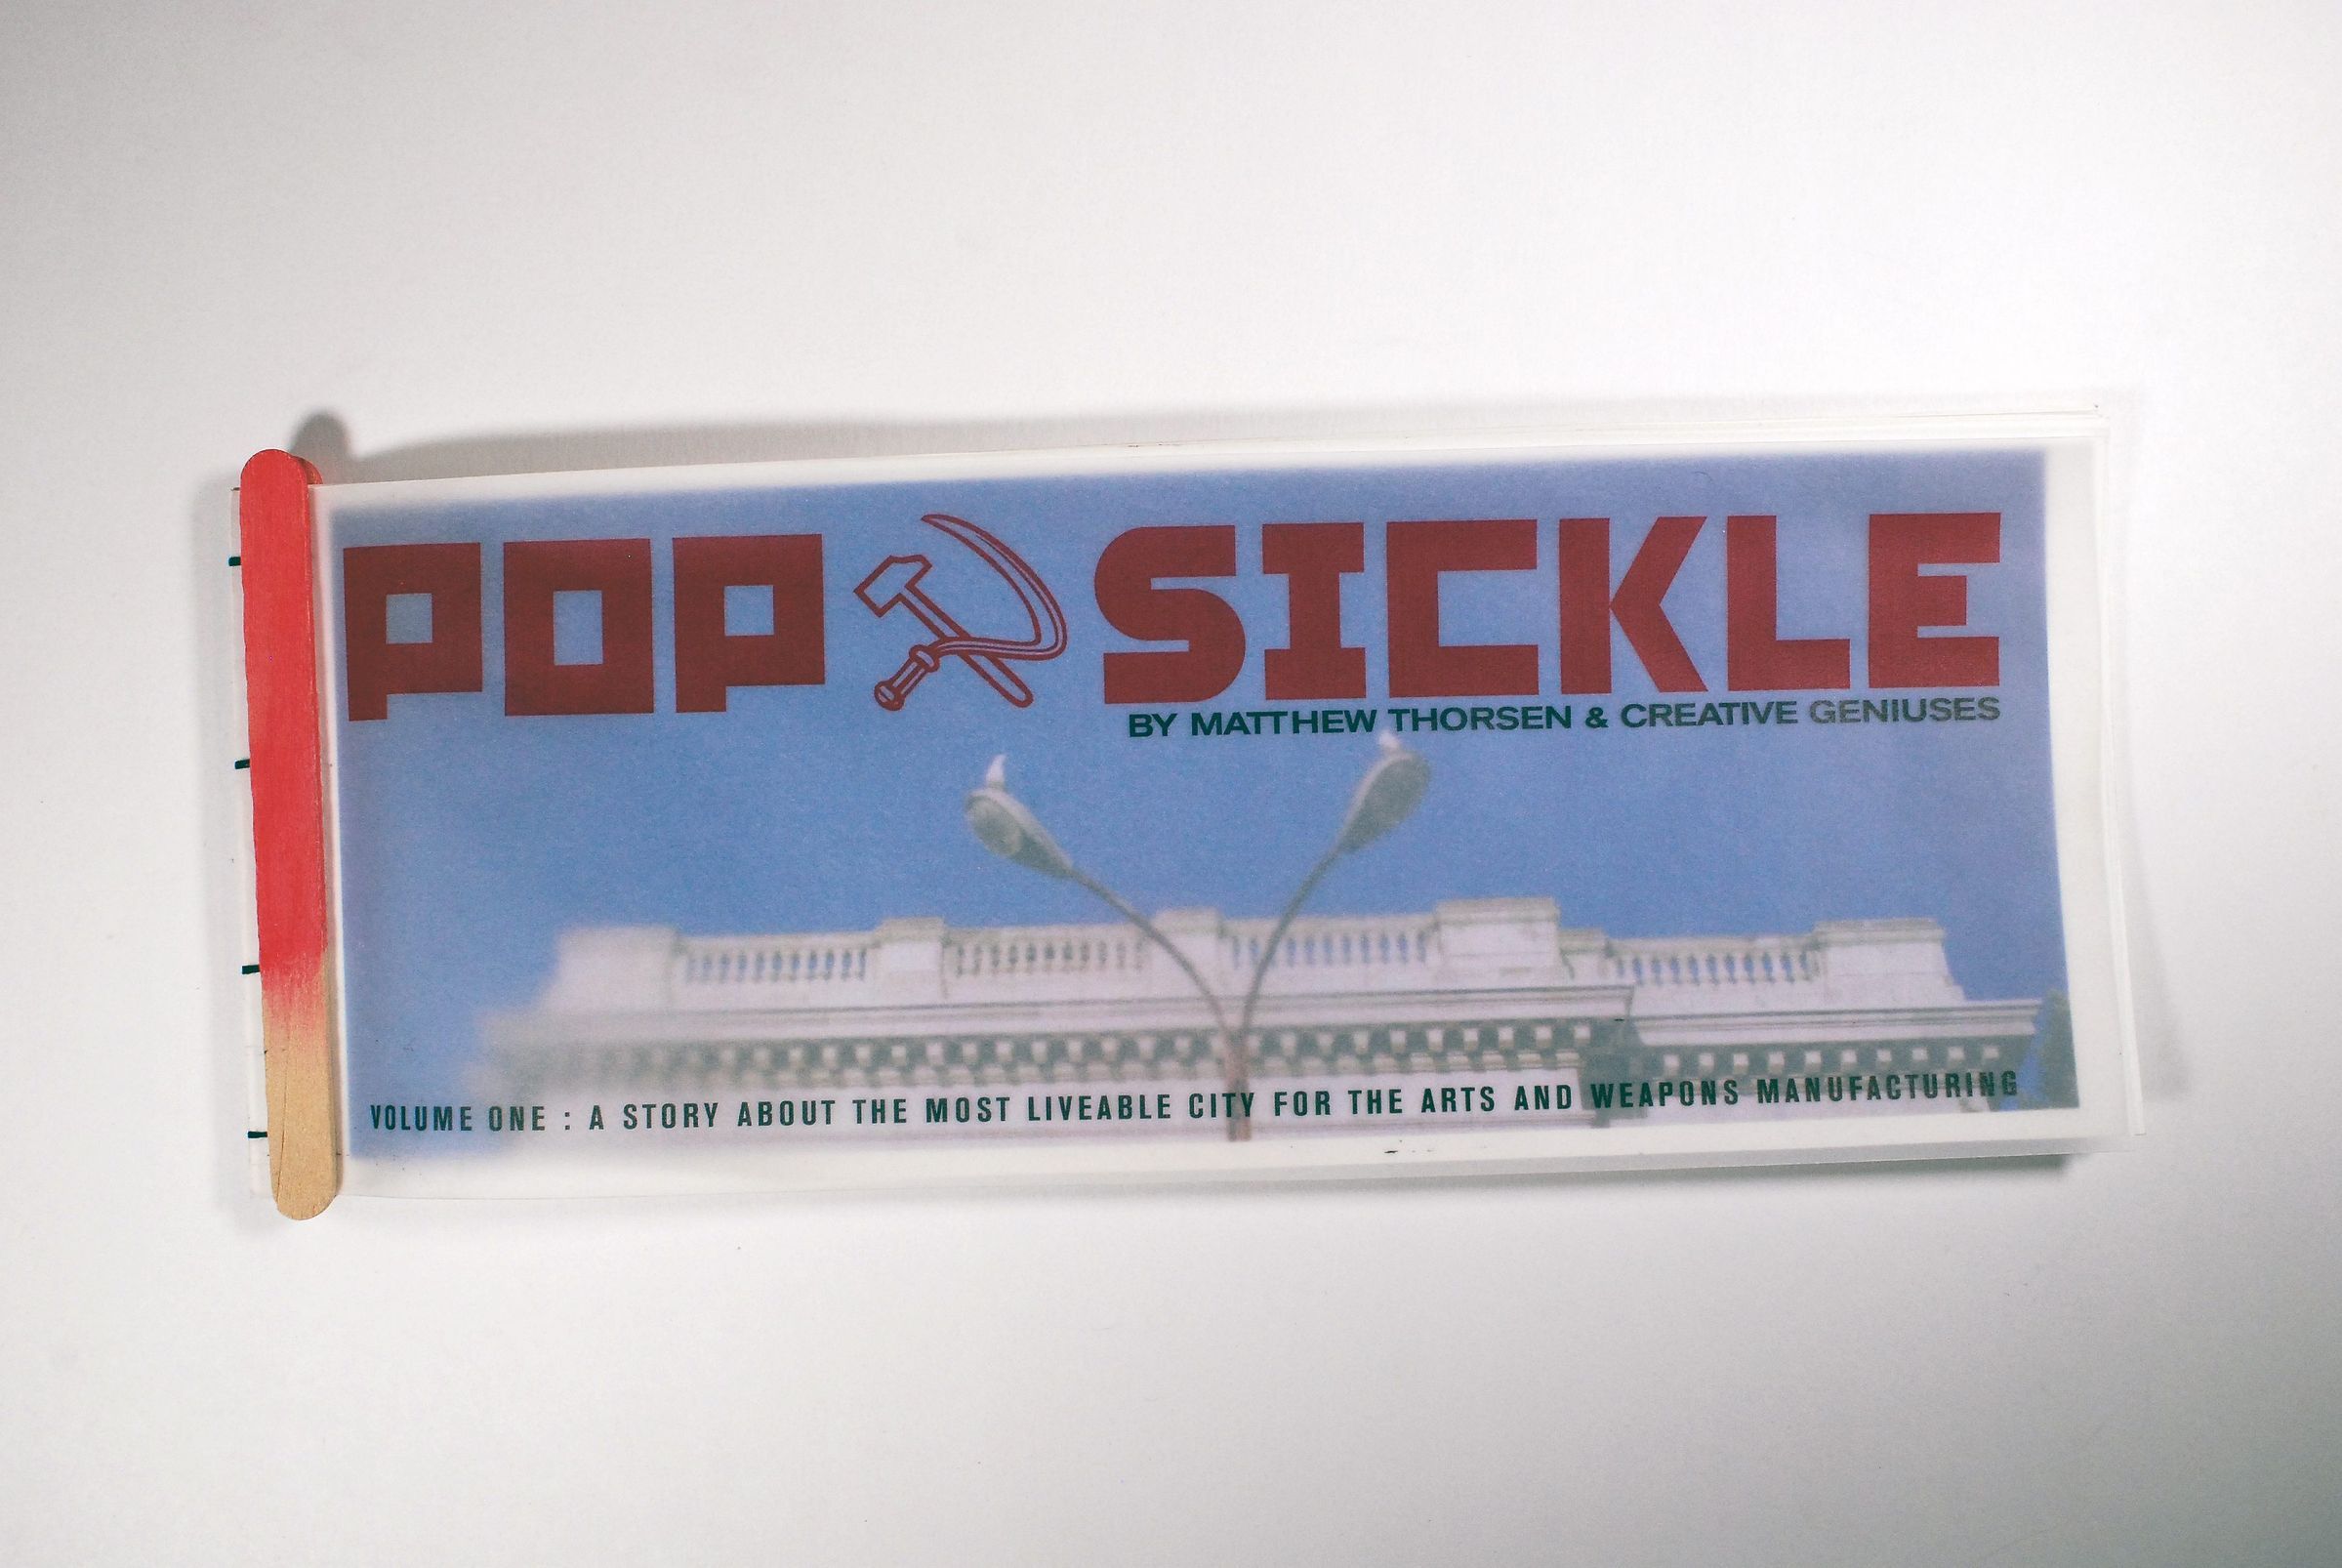 POP SICKLE
BY MATTHEW THORSEN & CREATIVE GENIUSES
VOLUME ONE : A STORY ABOUT THE MOST LIVEABLE CITY FOR THE ARTS AND WEAPONS MANUFACTURING